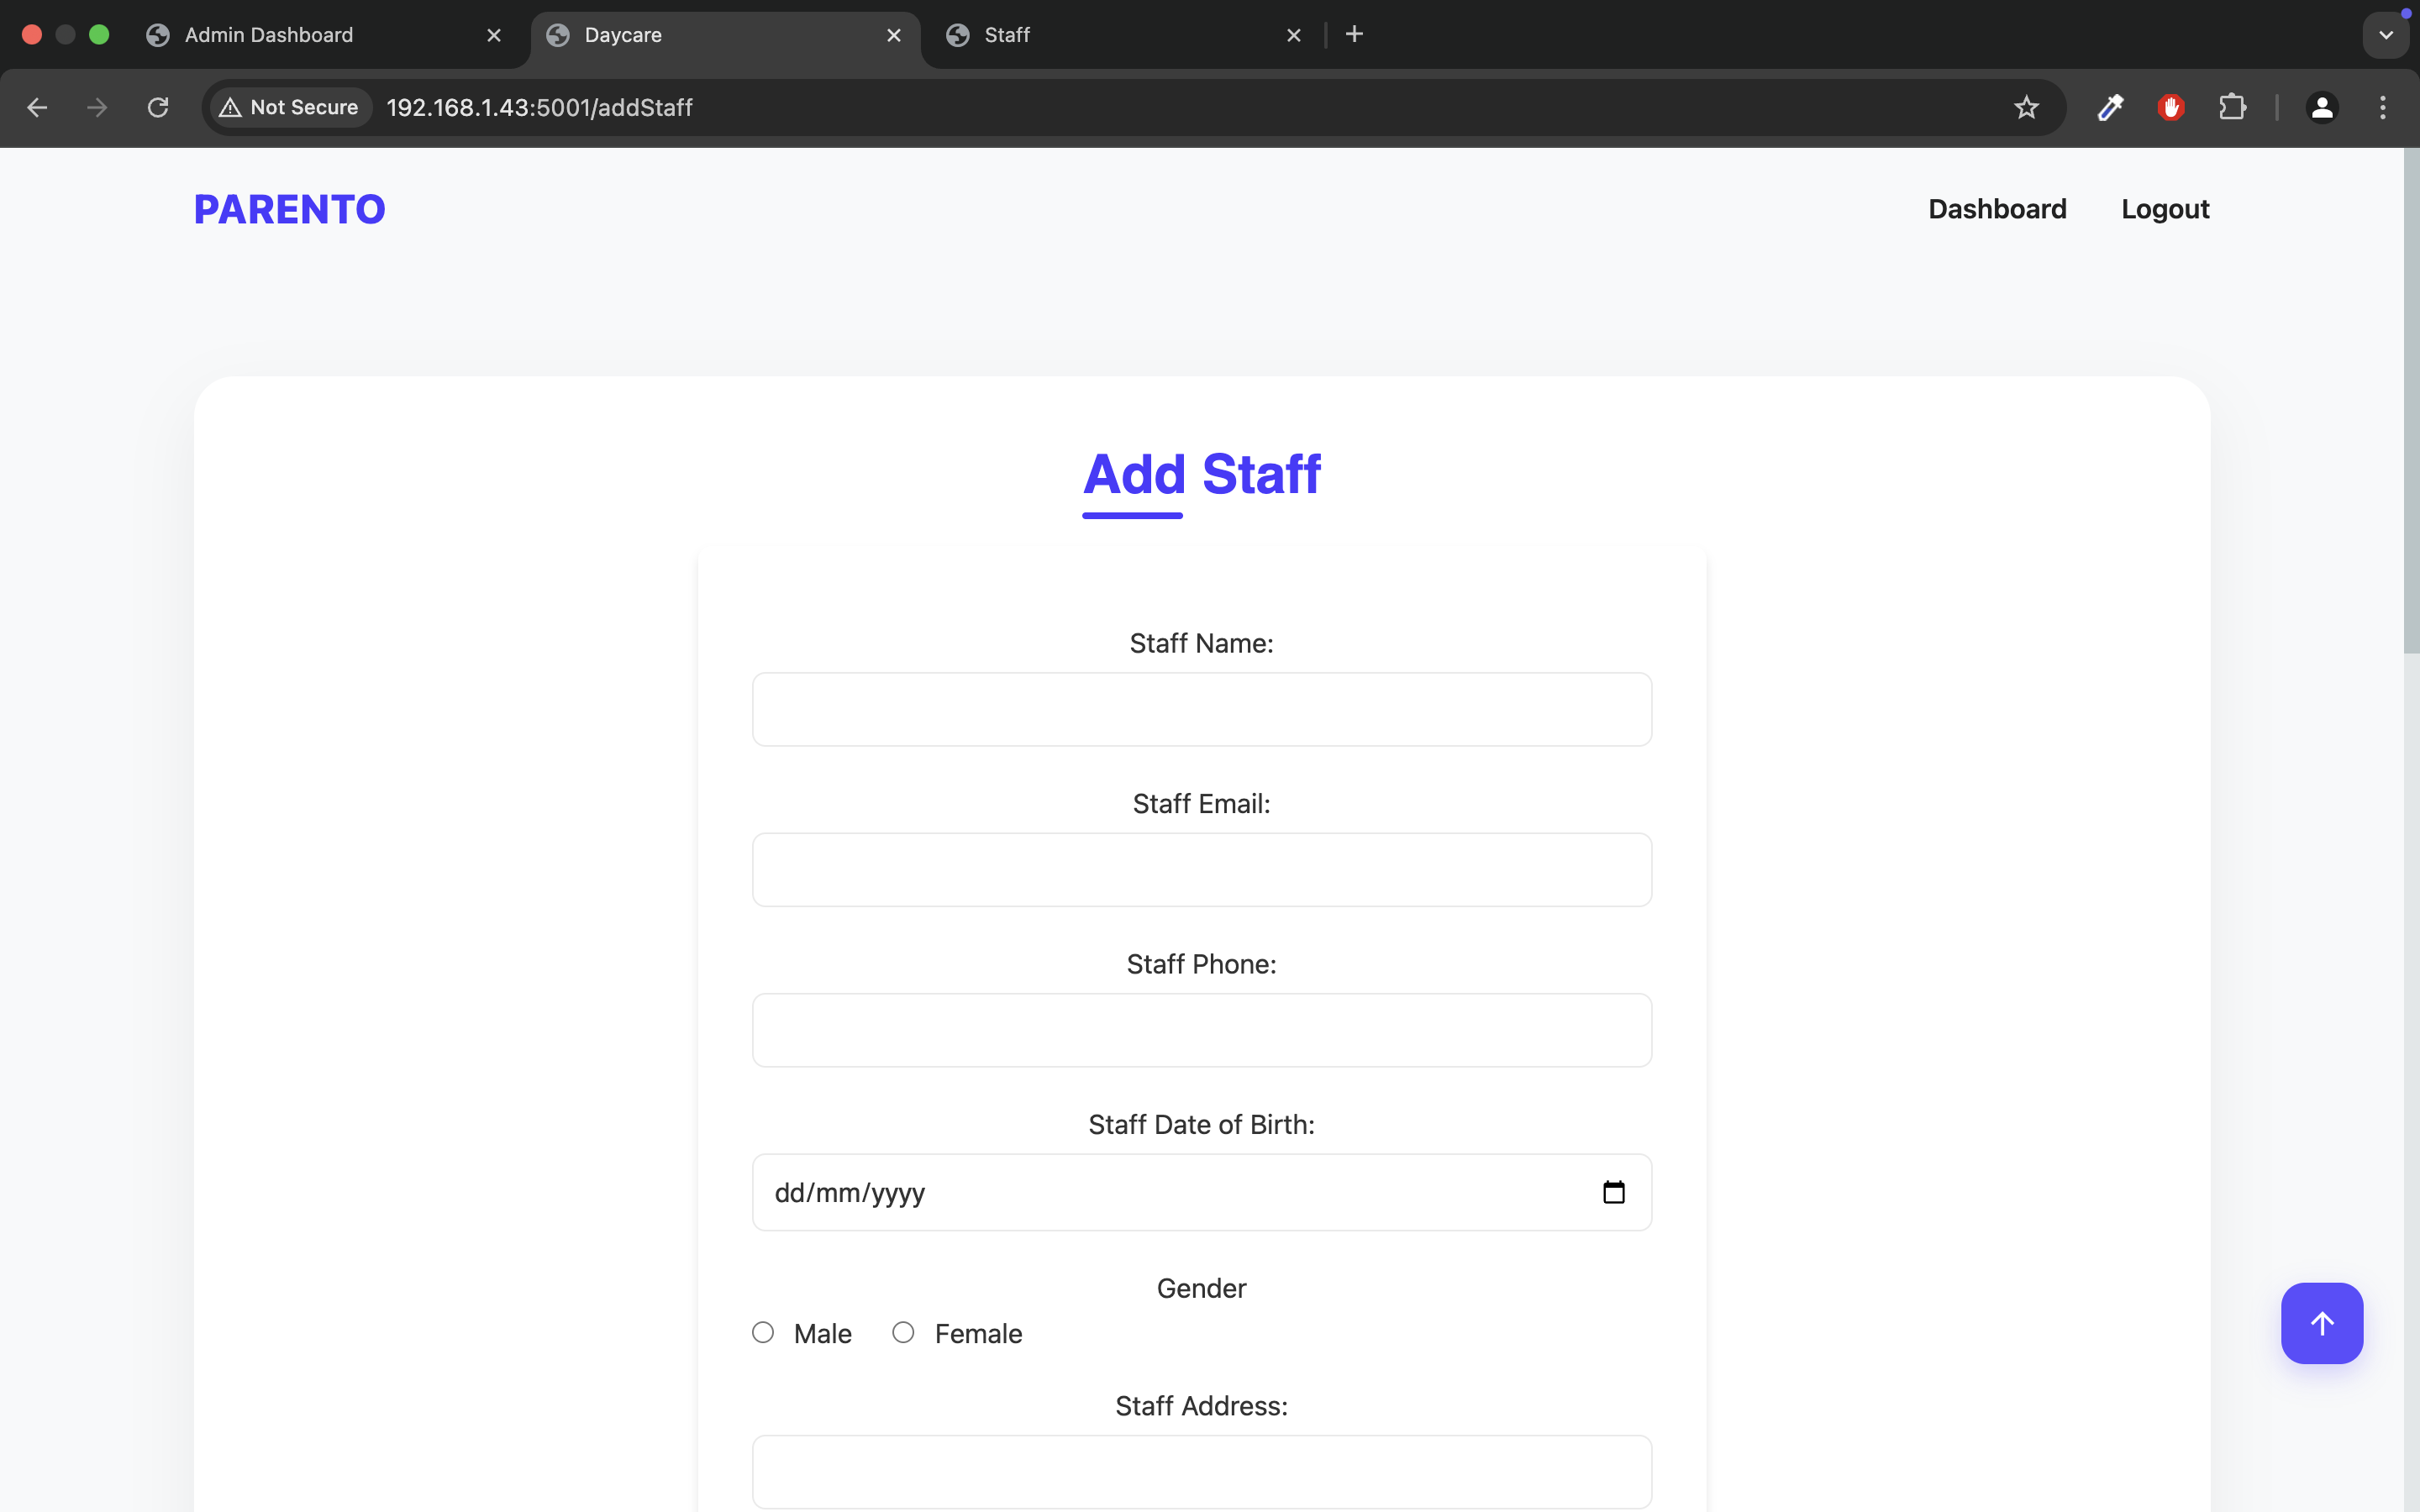 Admin Dashboard
Daycare
Staff
Not Secure
192.168.1.43:5001/addStaff
PARENTO
Dashboard
Logout
Add Staff
Staff Name:
Staff Email:
Staff Phone:
Staff Date of Birth:
dd/mm/yyyy
Gender
Male
Female
Staff Address: